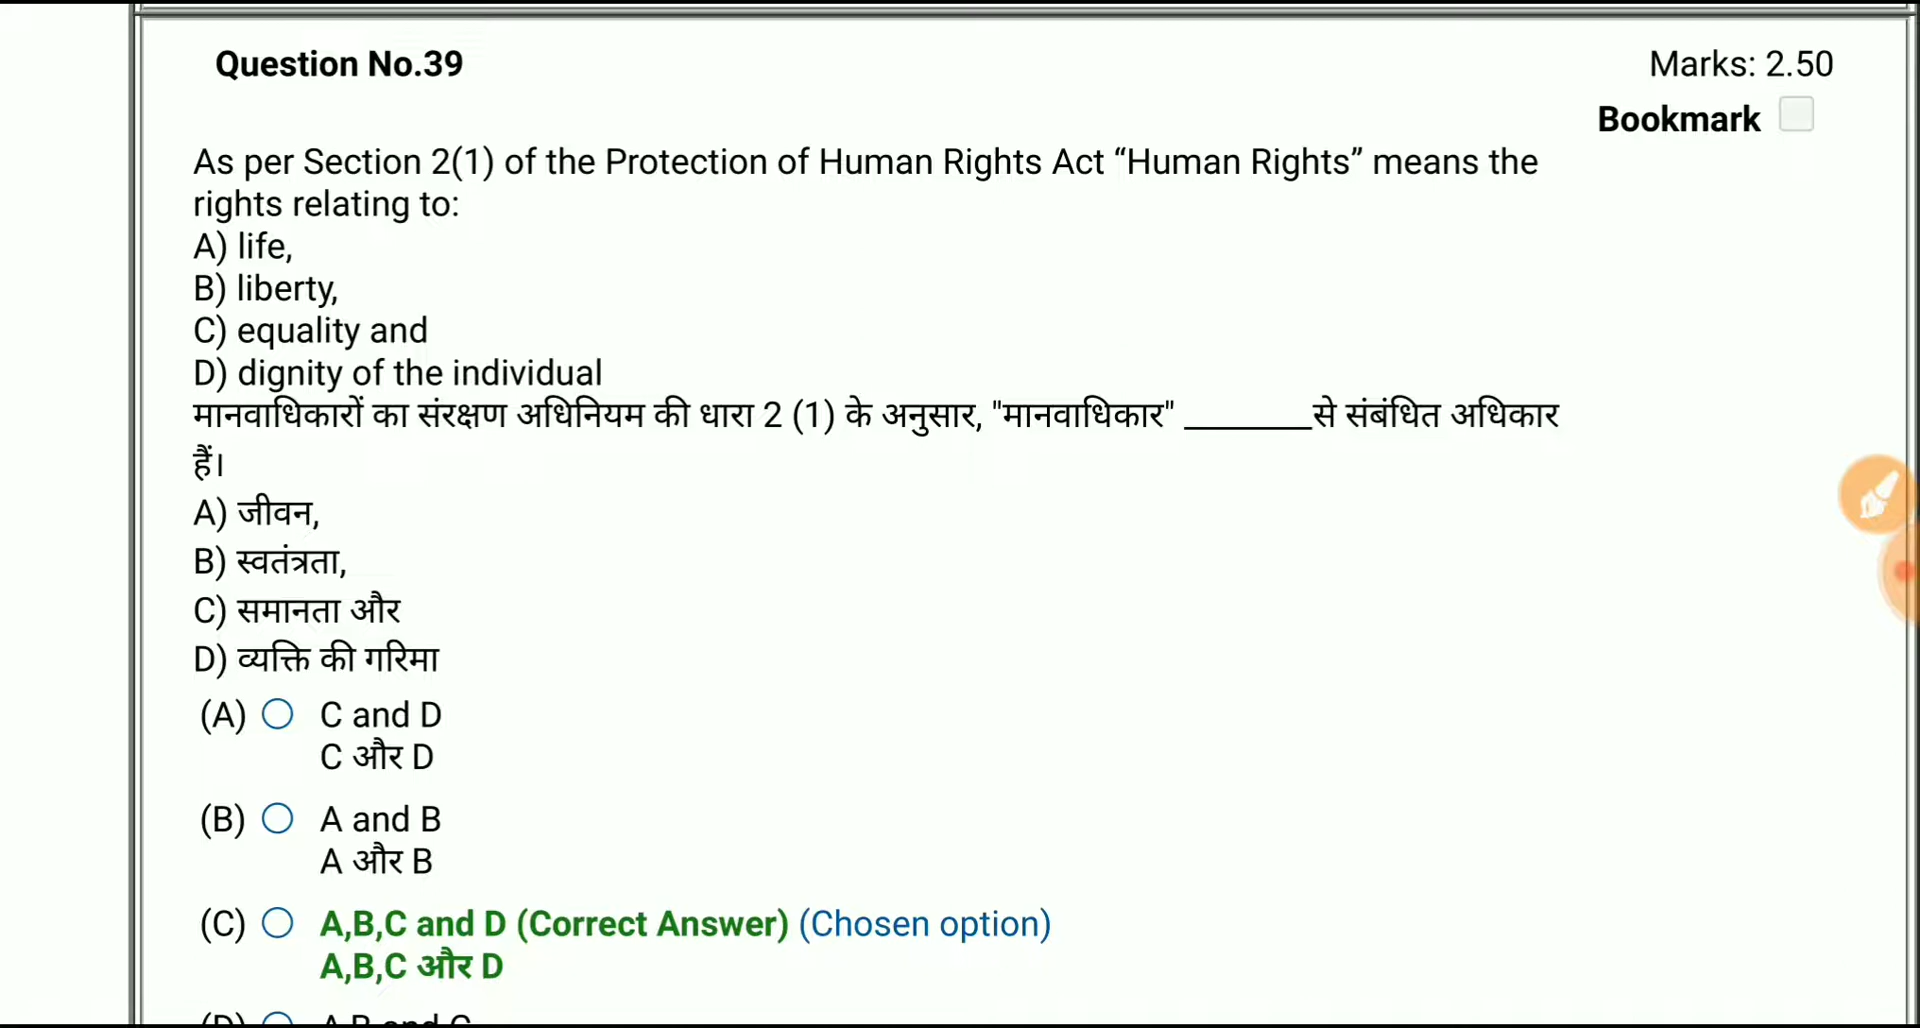 Question No.39
Marks: 2.50
Bookmark
As per Section 2(1) of the Protection of Human Rights Act “Human Rights” means the
rights relating to:
A) life,
B) liberty,
C) equality and
D) dignity of the individual
मानवाधिकारों का संरक्षण अधिनियम की धारा 2 (1) के अनुसार, "मानवाधिकार" _______से संबंधित अधिकार
हैं।
A) जीवन,
B) स्वतंत्रता,
C) समानता और
D) व्यक्ति की गरिमा
(A) C and D
C और D
(B) A and B
A और B
(C) A,B,C and D (Correct Answer) (Chosen option)
A,B,C और D